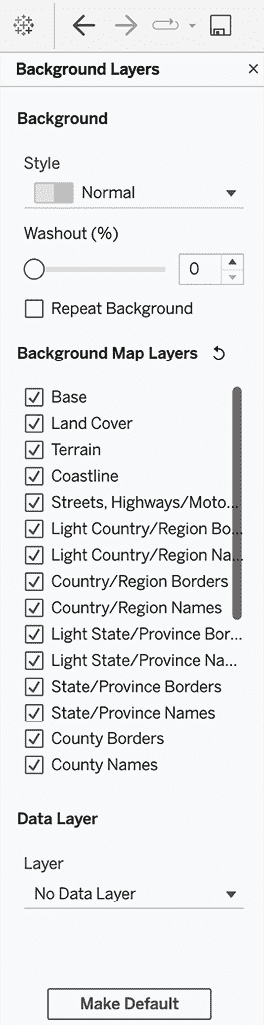 Background Layers
Background
Style
Normal
Washout (%)
0
Repeat Background
Background Map Layers
Base
Land Cover
Terrain
Coastline
Streets, Highways/Moto...
Light Country/Region Bo...
Light Country/Region Na...
Country/Region Borders
Country/Region Names
Light State/Province Bor...
Light State/Province Na...
State/Province Borders
State/Province Names
County Borders
County Names
Data Layer
Layer
No Data Layer
Make Default